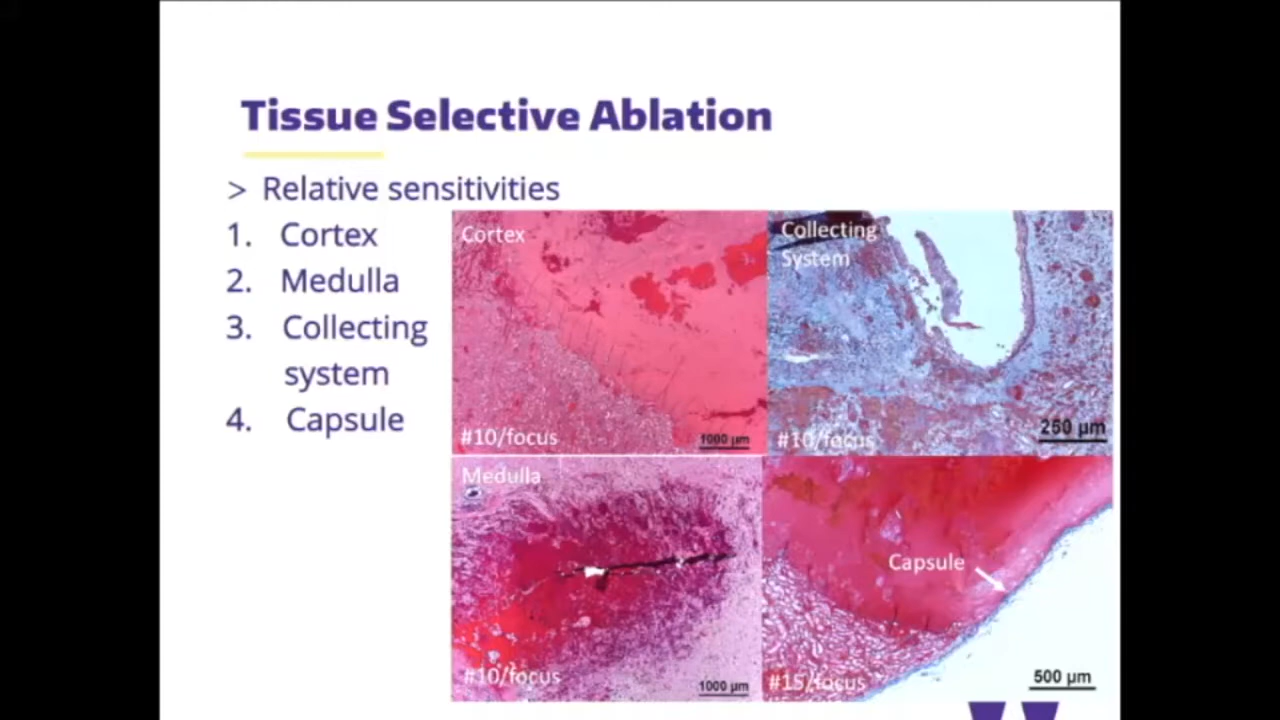 Tissue Selective Ablation
> Relative sensitivities
1. Cortex
2. Medulla
3. Collecting
system
4. Capsule
Cortex
#10/focus
1000 µm
Collecting
System
#10/focus
250 µm
Medulla
#10/focus
1000 µm
Capsule
#15/focus
500 µm